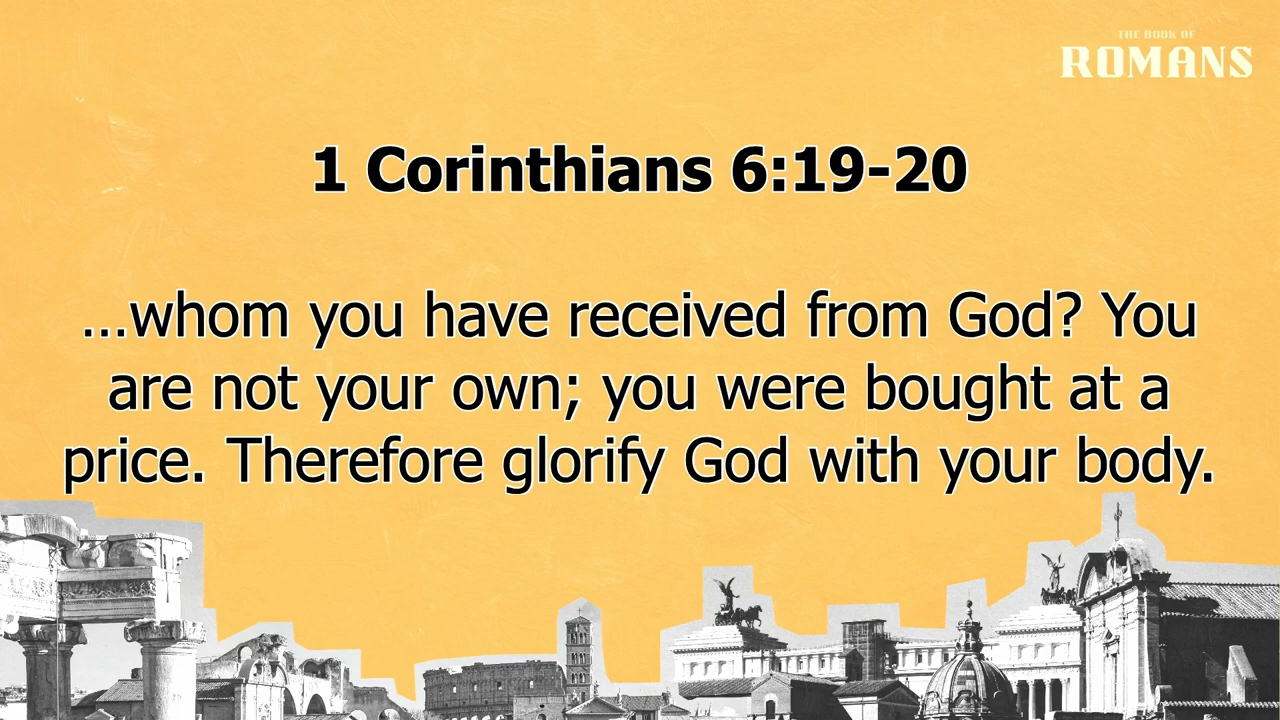 THE BOOK OF
ROMANS
1 Corinthians 6:19-20
...whom you have received from God? You
are not your own; you were bought at a
price. Therefore glorify God with your body.